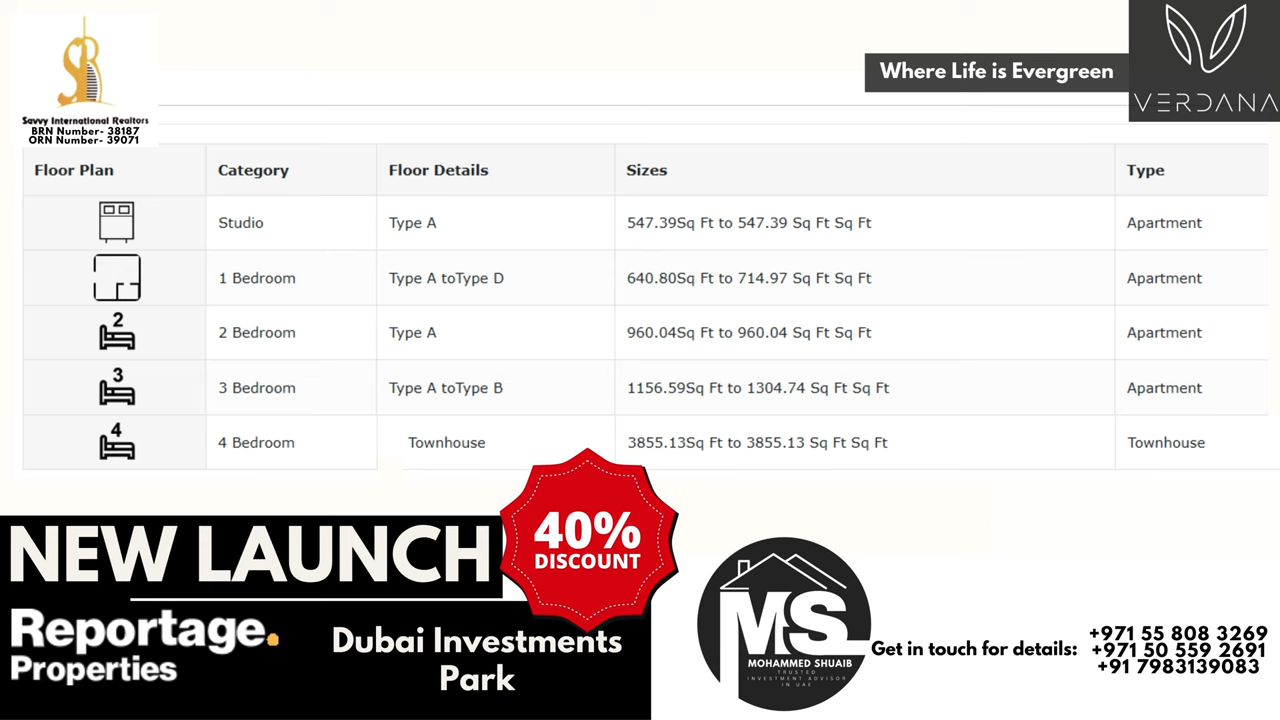 SB
Savvy International Realtors
BRN Number- 38187
ORN Number- 39071
Where Life is Evergreen
VERDANA
Floor Plan Category Floor Details Sizes Type
Studio Type A 547.39Sq Ft to 547.39 Sq Ft Sq Ft Apartment
1 Bedroom Type A toType D 640.80Sq Ft to 714.97 Sq Ft Sq Ft Apartment
2 2 Bedroom Type A 960.04Sq Ft to 960.04 Sq Ft Sq Ft Apartment
3 3 Bedroom Type A toType B 1156.59Sq Ft to 1304.74 Sq Ft Sq Ft Apartment
4 4 Bedroom Townhouse 3855.13Sq Ft to 3855.13 Sq Ft Sq Ft Townhouse
NEW LAUNCH
40%
DISCOUNT
Reportage.
Properties
Dubai Investments
Park
MS
MOHAMMED SHUAIB
TRUSTED
INVESTMENT ADVISOR
IN UAE
Get in touch for details:
+971 55 808 3269
+971 50 559 2691
+91 7983139083